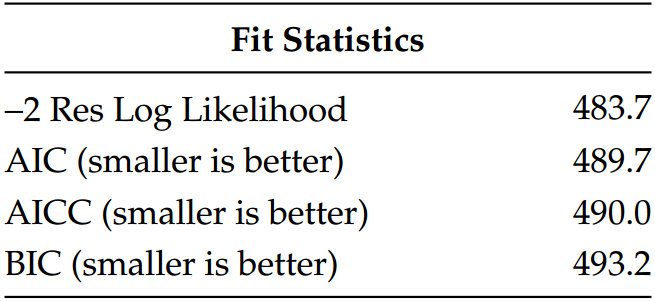 Fit Statistics
–2 Res Log Likelihood 483.7
AIC (smaller is better) 489.7
AICC (smaller is better) 490.0
BIC (smaller is better) 493.2